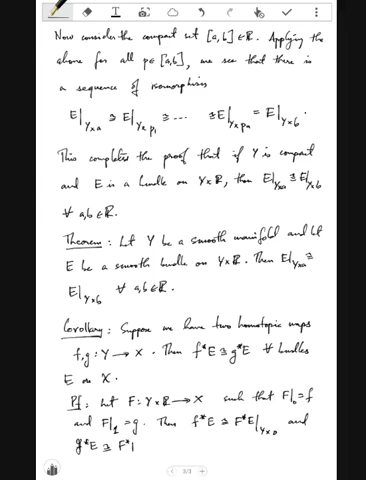 Now consider the compact set [a,b] ∈ ℝ. Applying the
above for all p ∈ [a,b], we see that there is
a sequence of isomorphisms
E|_{Y×a} ≅ E|_{Y×p₁} ≅ ---- ≅ E|_{Y×pₙ} = E|_{Y×b}.
This completes the proof that if Y is compact
and E is a bundle on Y×ℝ, then E|_{Y×a} ≅ E|_{Y×b}
∀ a,b ∈ ℝ.
Theorem: Let Y be a smooth manifold and let
E be a smooth bundle on Y×ℝ. Then E|_{Y×a} ≅
E|_{Y×b} ∀ a,b ∈ ℝ.
Corollary: Suppose we have two homotopic maps
f,g: Y → X. Then f*E ≅ g*E ∀ bundles
E on X.
Pf: Let F: Y×ℝ → X such that F|₀ = f
and F|₁ = g. Then f*E ≅ F*E|_{Y×0} and
g*E ≅ F*|
3/3